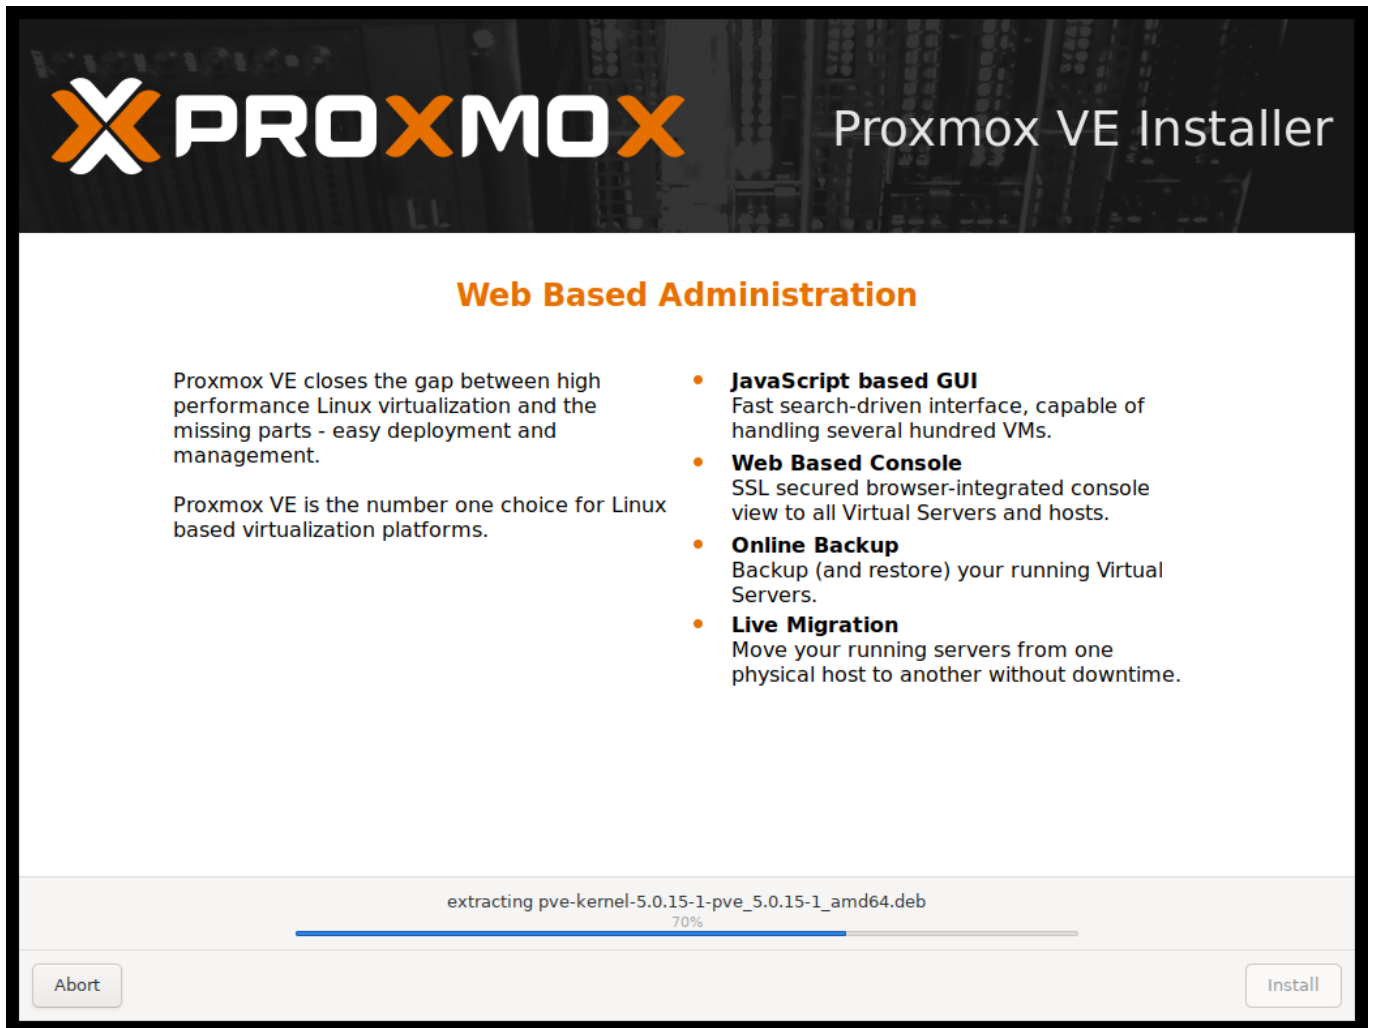 PROXMOX
Proxmox VE Installer
Web Based Administration
Proxmox VE closes the gap between high
performance Linux virtualization and the
missing parts - easy deployment and
management.
Proxmox VE is the number one choice for Linux
based virtualization platforms.
JavaScript based GUI
Fast search-driven interface, capable of
handling several hundred VMs.
Web Based Console
SSL secured browser-integrated console
view to all Virtual Servers and hosts.
Online Backup
Backup (and restore) your running Virtual
Servers.
Live Migration
Move your running servers from one
physical host to another without downtime.
extracting pve-kernel-5.0.15-1-pve_5.0.15-1_amd64.deb
70%
Abort
Install